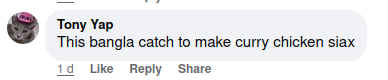 Tony Yap
This bangla catch to make curry chicken siax
1 d Like Reply Share